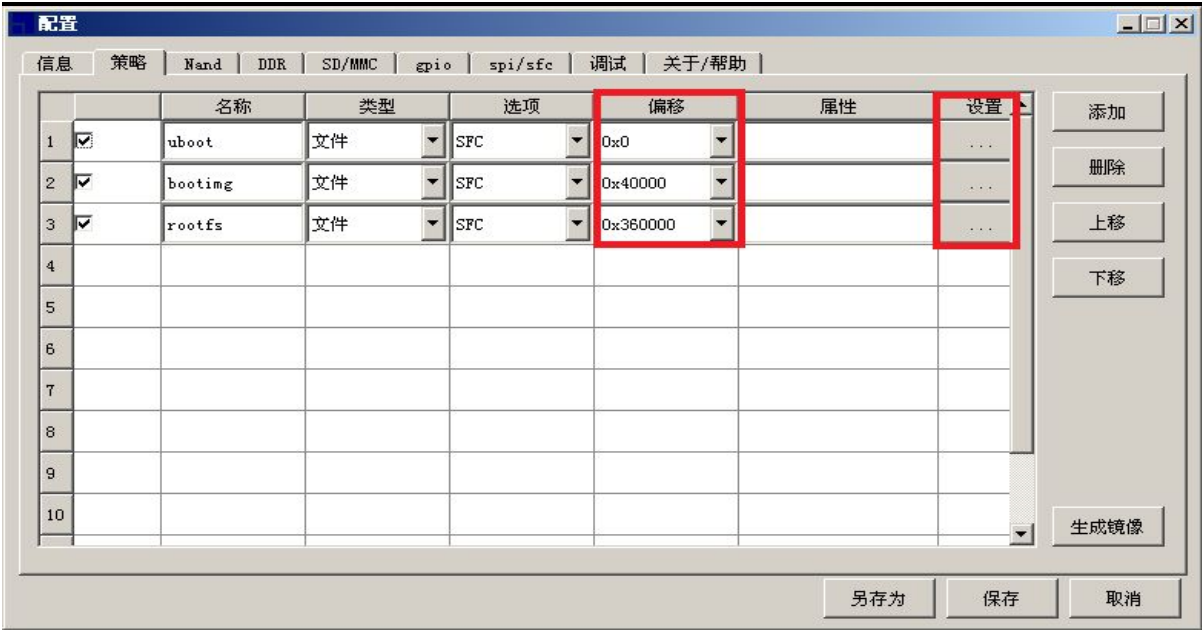 配置
信息 策略 Nand DDR SD/MMC gpio spi/sfc 调试 关于/帮助
名称 类型 选项 偏移 属性 设置 添加
1 uboot 文件 SFC 0x0 ...
2 bootimg 文件 SFC 0x40000 ... 删除
3 rootfs 文件 SFC 0x360000 ... 上移
4 下移
5
6
7
8
9
10 生成镜像
另存为 保存 取消